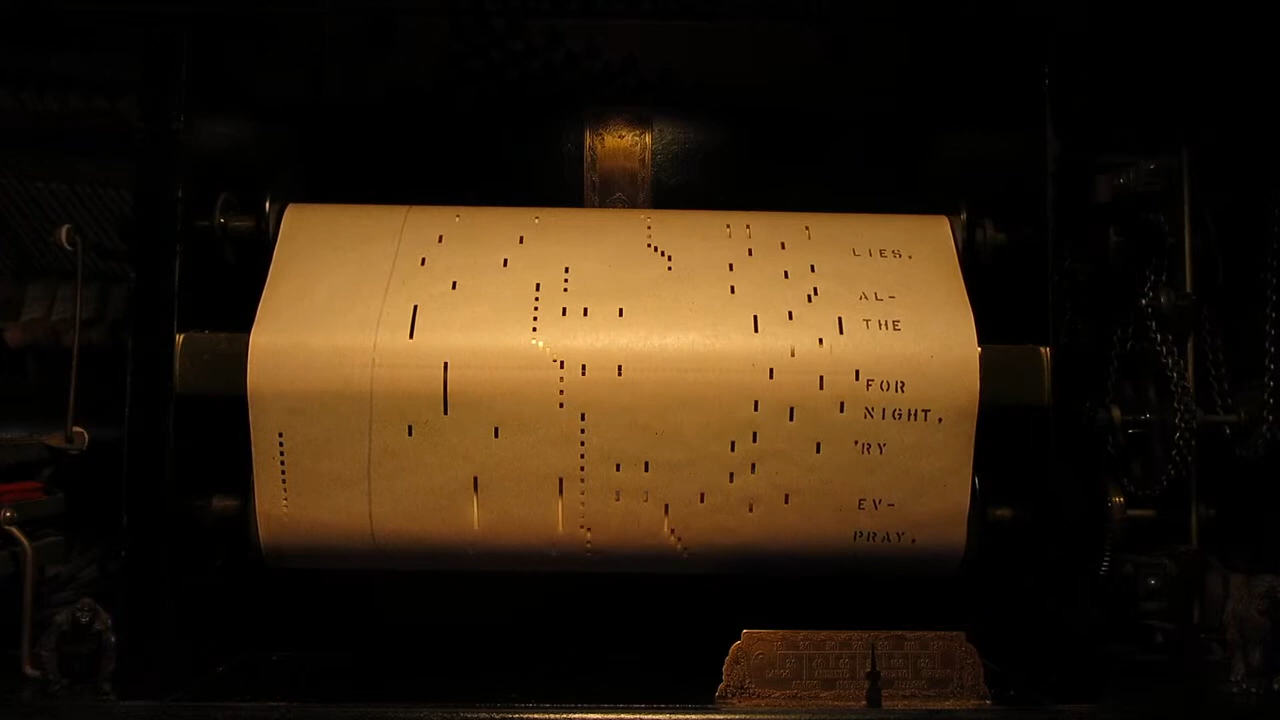 LIES,
AL-
THE
FOR
NIGHT,
'RY
EV-
PRAY,